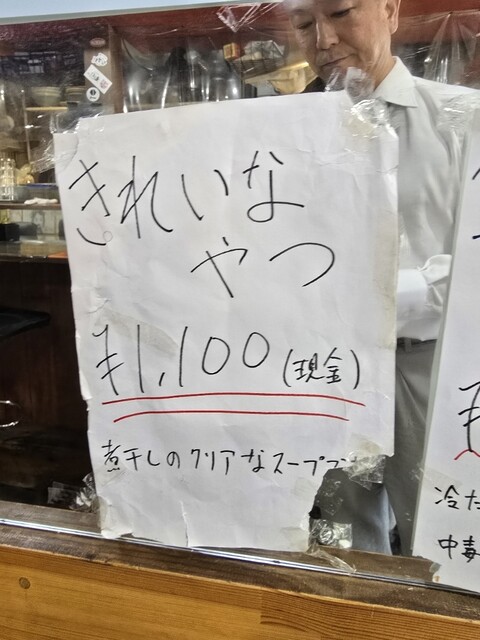 きれいな
やつ
¥1,100(現金)
煮干しのクリアなスープ
冷た
中毒